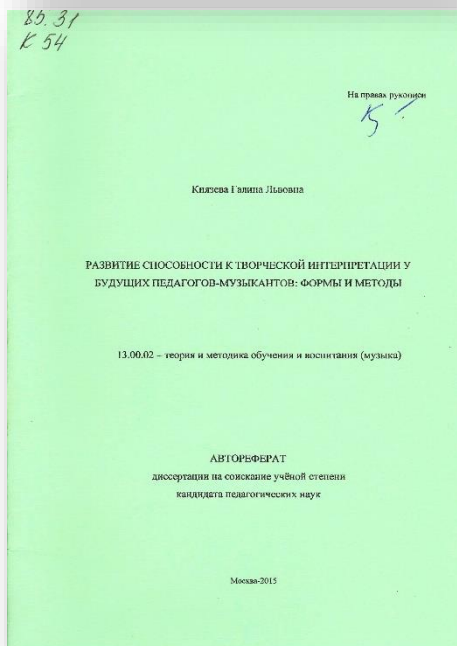 85.31
К 54
На правах рукописи
Князева Галина Львовна
РАЗВИТИЕ СПОСОБНОСТИ К ТВОРЧЕСКОЙ ИНТЕРПРЕТАЦИИ У
БУДУЩИХ ПЕДАГОГОВ-МУЗЫКАНТОВ: ФОРМЫ И МЕТОДЫ
13.00.02 – теория и методика обучения и воспитания (музыка)
АВТОРЕФЕРАТ
диссертации на соискание учёной степени
кандидата педагогических наук
Москва-2015